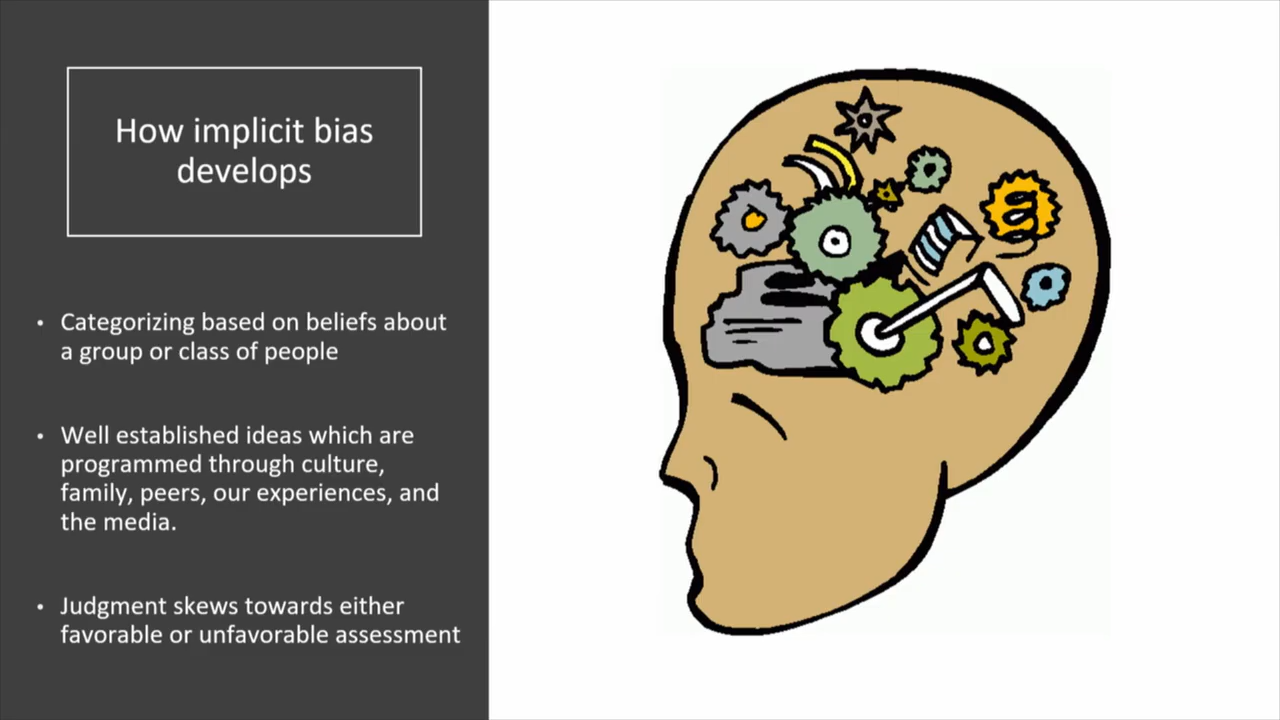 How implicit bias
develops
• Categorizing based on beliefs about
a group or class of people
• Well established ideas which are
programmed through culture,
family, peers, our experiences, and
the media.
• Judgment skews towards either
favorable or unfavorable assessment